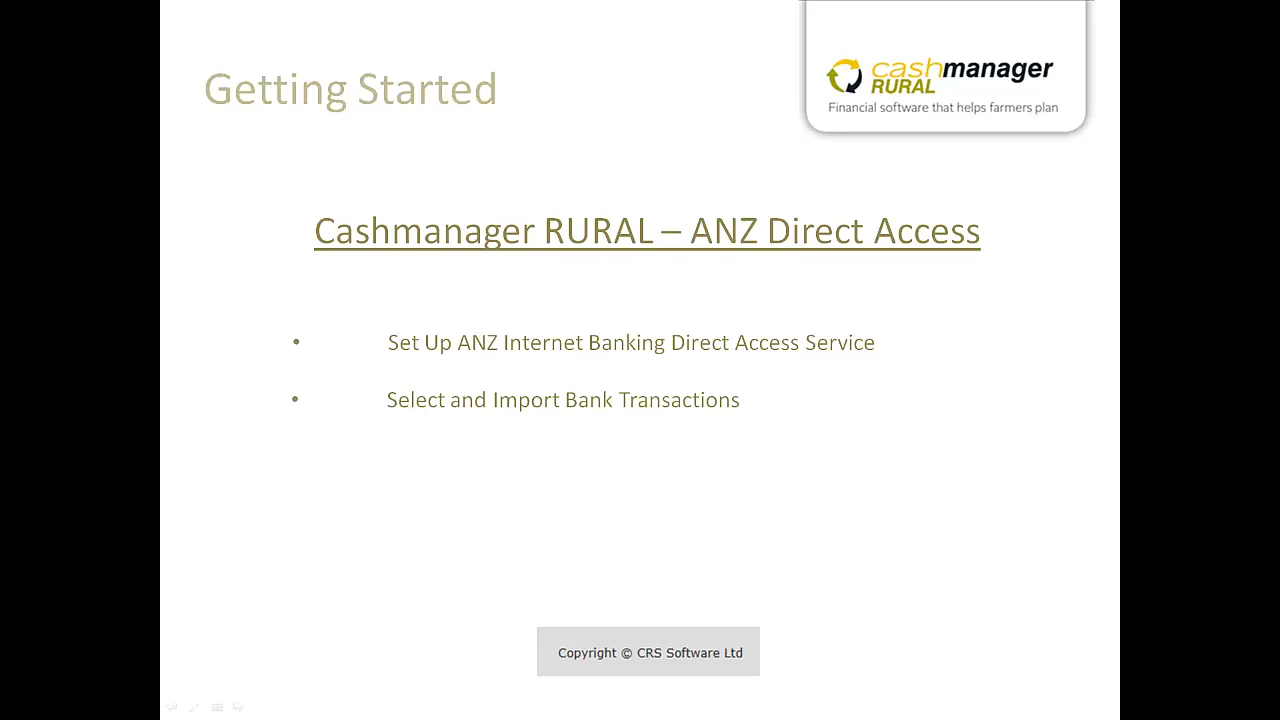 Getting Started
cashmanager
RURAL
Financial software that helps farmers plan
Cashmanager RURAL – ANZ Direct Access
• Set Up ANZ Internet Banking Direct Access Service
• Select and Import Bank Transactions
Copyright © CRS Software Ltd